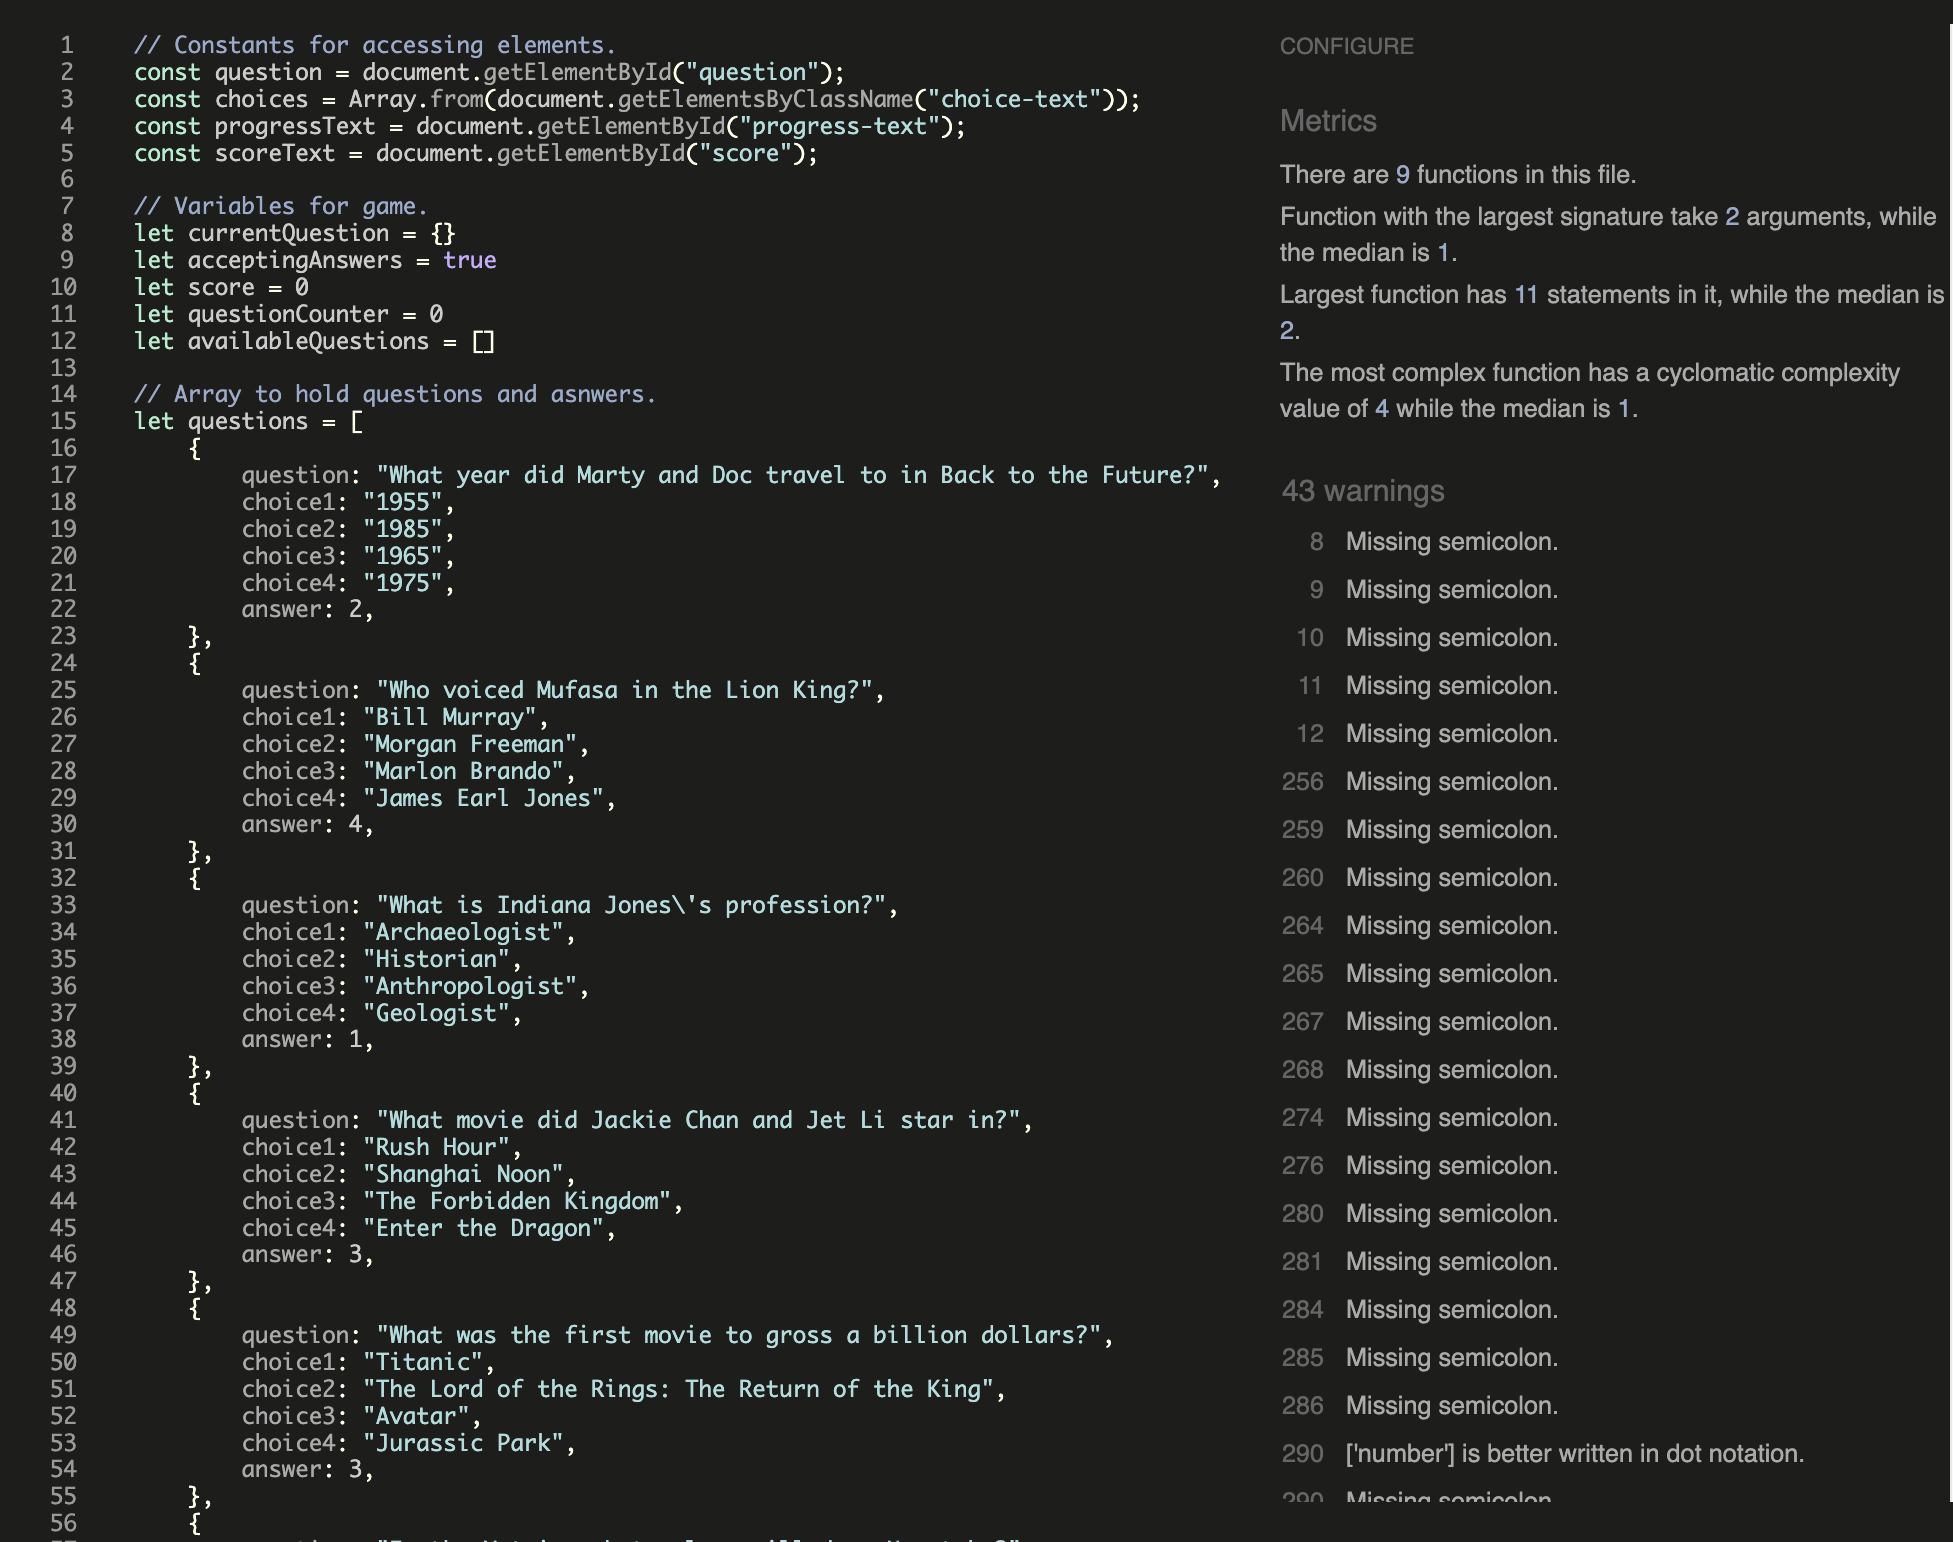 1 // Constants for accessing elements.
2 const question = document.getElementById("question");
3 const choices = Array.from(document.getElementsByClassName("choice-text"));
4 const progressText = document.getElementById("progress-text");
5 const scoreText = document.getElementById("score");
6
7 // Variables for game.
8 let currentQuestion = {}
9 let acceptingAnswers = true
10 let score = 0
11 let questionCounter = 0
12 let availableQuestions = []
13
14 // Array to hold questions and asnwers.
15 let questions = [
16 {
17 question: "What year did Marty and Doc travel to in Back to the Future?",
18 choice1: "1955",
19 choice2: "1985",
20 choice3: "1965",
21 choice4: "1975",
22 answer: 2,
23 },
24 {
25 question: "Who voiced Mufasa in the Lion King?",
26 choice1: "Bill Murray",
27 choice2: "Morgan Freeman",
28 choice3: "Marlon Brando",
29 choice4: "James Earl Jones",
30 answer: 4,
31 },
32 {
33 question: "What is Indiana Jones\'s profession?",
34 choice1: "Archaeologist",
35 choice2: "Historian",
36 choice3: "Anthropologist",
37 choice4: "Geologist",
38 answer: 1,
39 },
40 {
41 question: "What movie did Jackie Chan and Jet Li star in?",
42 choice1: "Rush Hour",
43 choice2: "Shanghai Noon",
44 choice3: "The Forbidden Kingdom",
45 choice4: "Enter the Dragon",
46 answer: 3,
47 },
48 {
49 question: "What was the first movie to gross a billion dollars?",
50 choice1: "Titanic",
51 choice2: "The Lord of the Rings: The Return of the King",
52 choice3: "Avatar",
53 choice4: "Jurassic Park",
54 answer: 3,
55 },
56 {
CONFIGURE
Metrics
There are 9 functions in this file.
Function with the largest signature take 2 arguments, while
the median is 1.
Largest function has 11 statements in it, while the median is
2.
The most complex function has a cyclomatic complexity
value of 4 while the median is 1.
43 warnings
8 Missing semicolon.
9 Missing semicolon.
10 Missing semicolon.
11 Missing semicolon.
12 Missing semicolon.
256 Missing semicolon.
259 Missing semicolon.
260 Missing semicolon.
264 Missing semicolon.
265 Missing semicolon.
267 Missing semicolon.
268 Missing semicolon.
274 Missing semicolon.
276 Missing semicolon.
280 Missing semicolon.
281 Missing semicolon.
284 Missing semicolon.
285 Missing semicolon.
286 Missing semicolon.
290 ['number'] is better written in dot notation.
290 Missing semicolon.